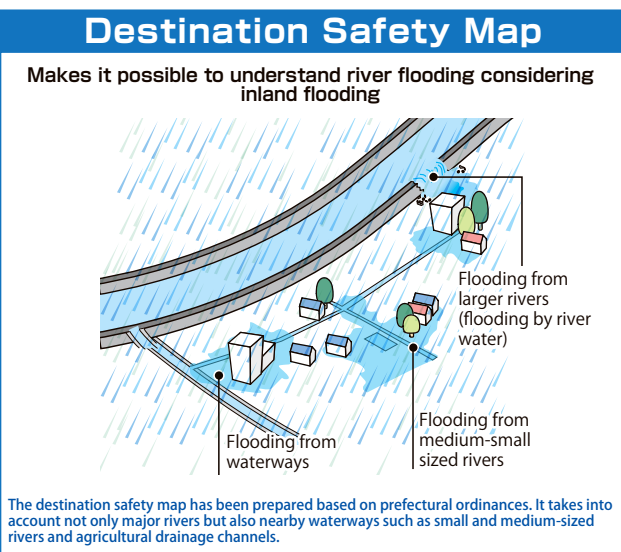 Destination Safety Map
Makes it possible to understand river flooding considering
inland flooding
Flooding from
larger rivers
(flooding by river
water)
Flooding from
medium-small
sized rivers
Flooding from
waterways
The destination safety map has been prepared based on prefectural ordinances. It takes into
account not only major rivers but also nearby waterways such as small and medium-sized
rivers and agricultural drainage channels.